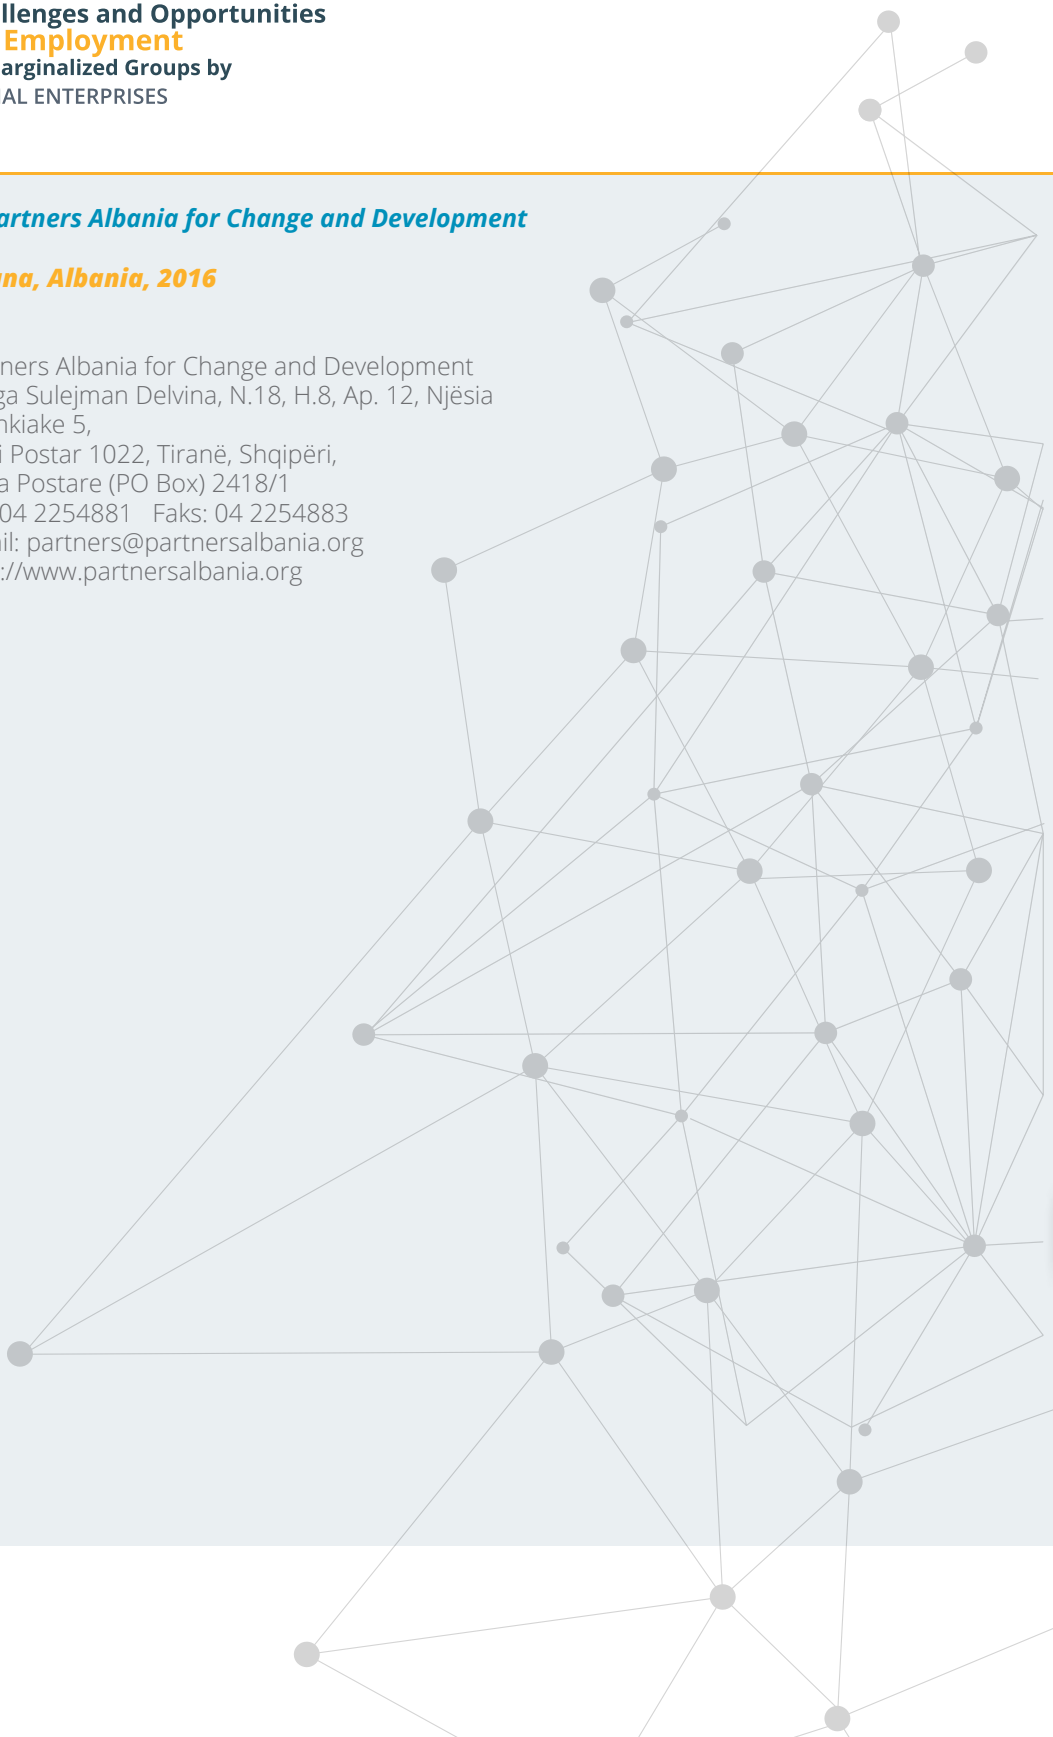 llenges and Opportunities
Employment
arginalized Groups by
IAL ENTERPRISES
artners Albania for Change and Development
ana, Albania, 2016
ners Albania for Change and Development
ga Sulejman Delvina, N.18, H.8, Ap. 12, Njësia
nkiake 5,
i Postar 1022, Tiranë, Shqipëri,
a Postare (PO Box) 2418/1
04 2254881 Faks: 04 2254883
il: partners@partnersalbania.org
://www.partnersalbania.org